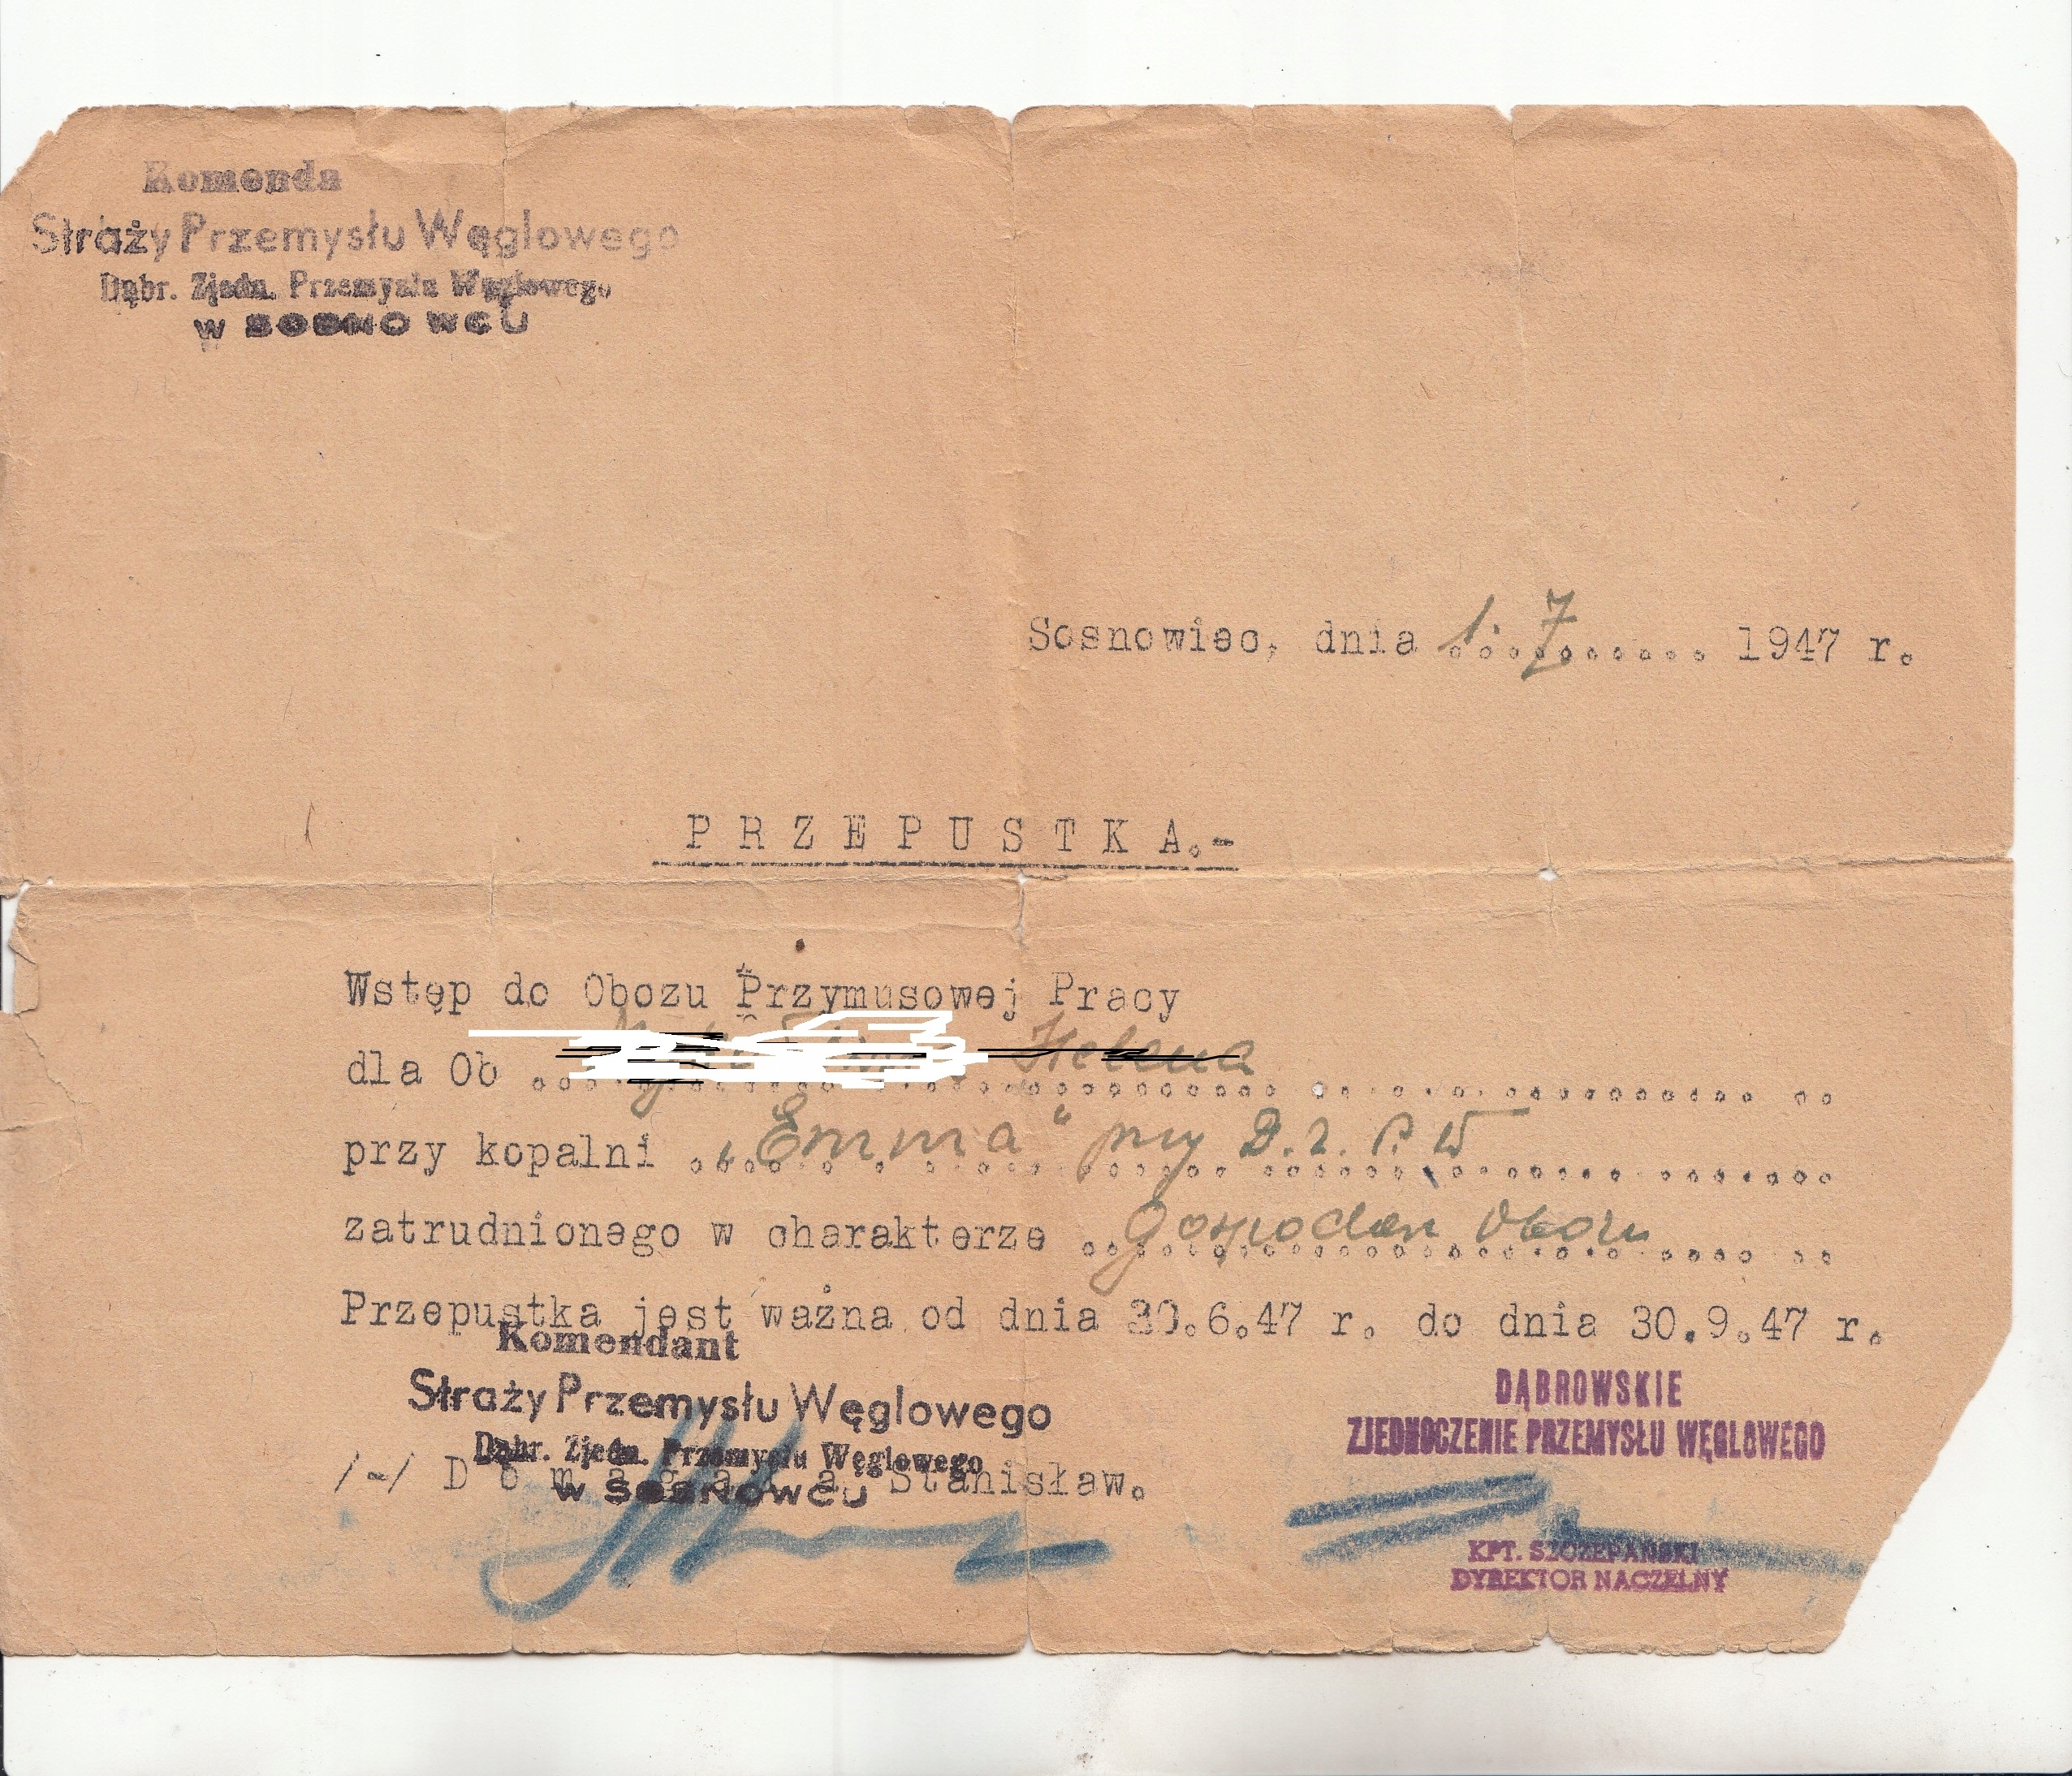 Komenda
Straży Przemysłu Węglowego
Dąbr. Zjedn. Przemysłu Węglowego
w SOSNOWCU
Sosnowiec, dnia 1. 7 .......... 1947 r.
PRZEPUSTKA.-
Wstęp do Obozu Przymusowej Pracy
dla Ob Helena
przy kopalni „Emma" przy D.Z.P.W
zatrudnionego w charakterze Gospodarz Obozu
Przepustka jest ważna od dnia 30.6.47 r. do dnia 30.9.47 r.
Komendant
Straży Przemysłu Węglowego
Dąbr. Zjedn. Przemysłu Węglowego
w SOSNOWCU
/-/ Domagała Stanisław.
DĄBROWSKIE
ZJEDNOCZENIE PRZEMYSŁU WĘGLOWEGO
KPT. SZCZEPAŃSKI
DYREKTOR NACZELNY